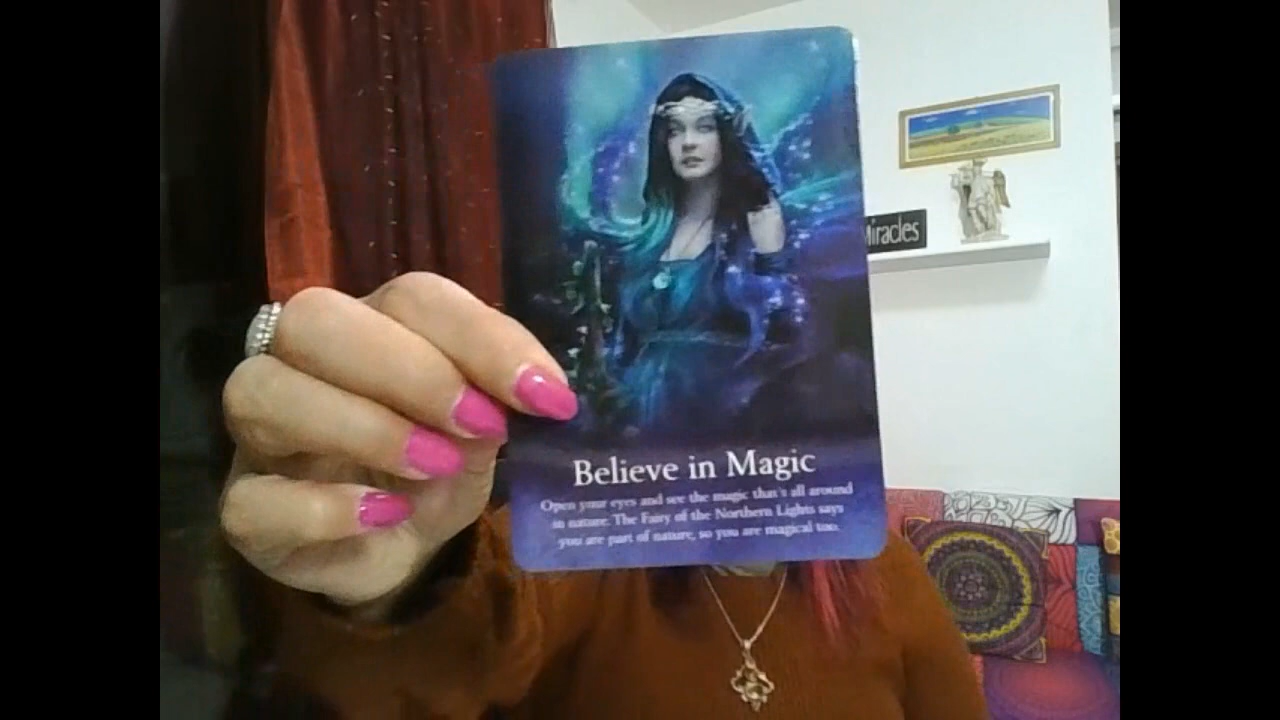 Miracles
Believe in Magic
Open your eyes and see the magic that's all around
in nature. The Fairy of the Northern Lights says
you are part of nature, so you are magical too.